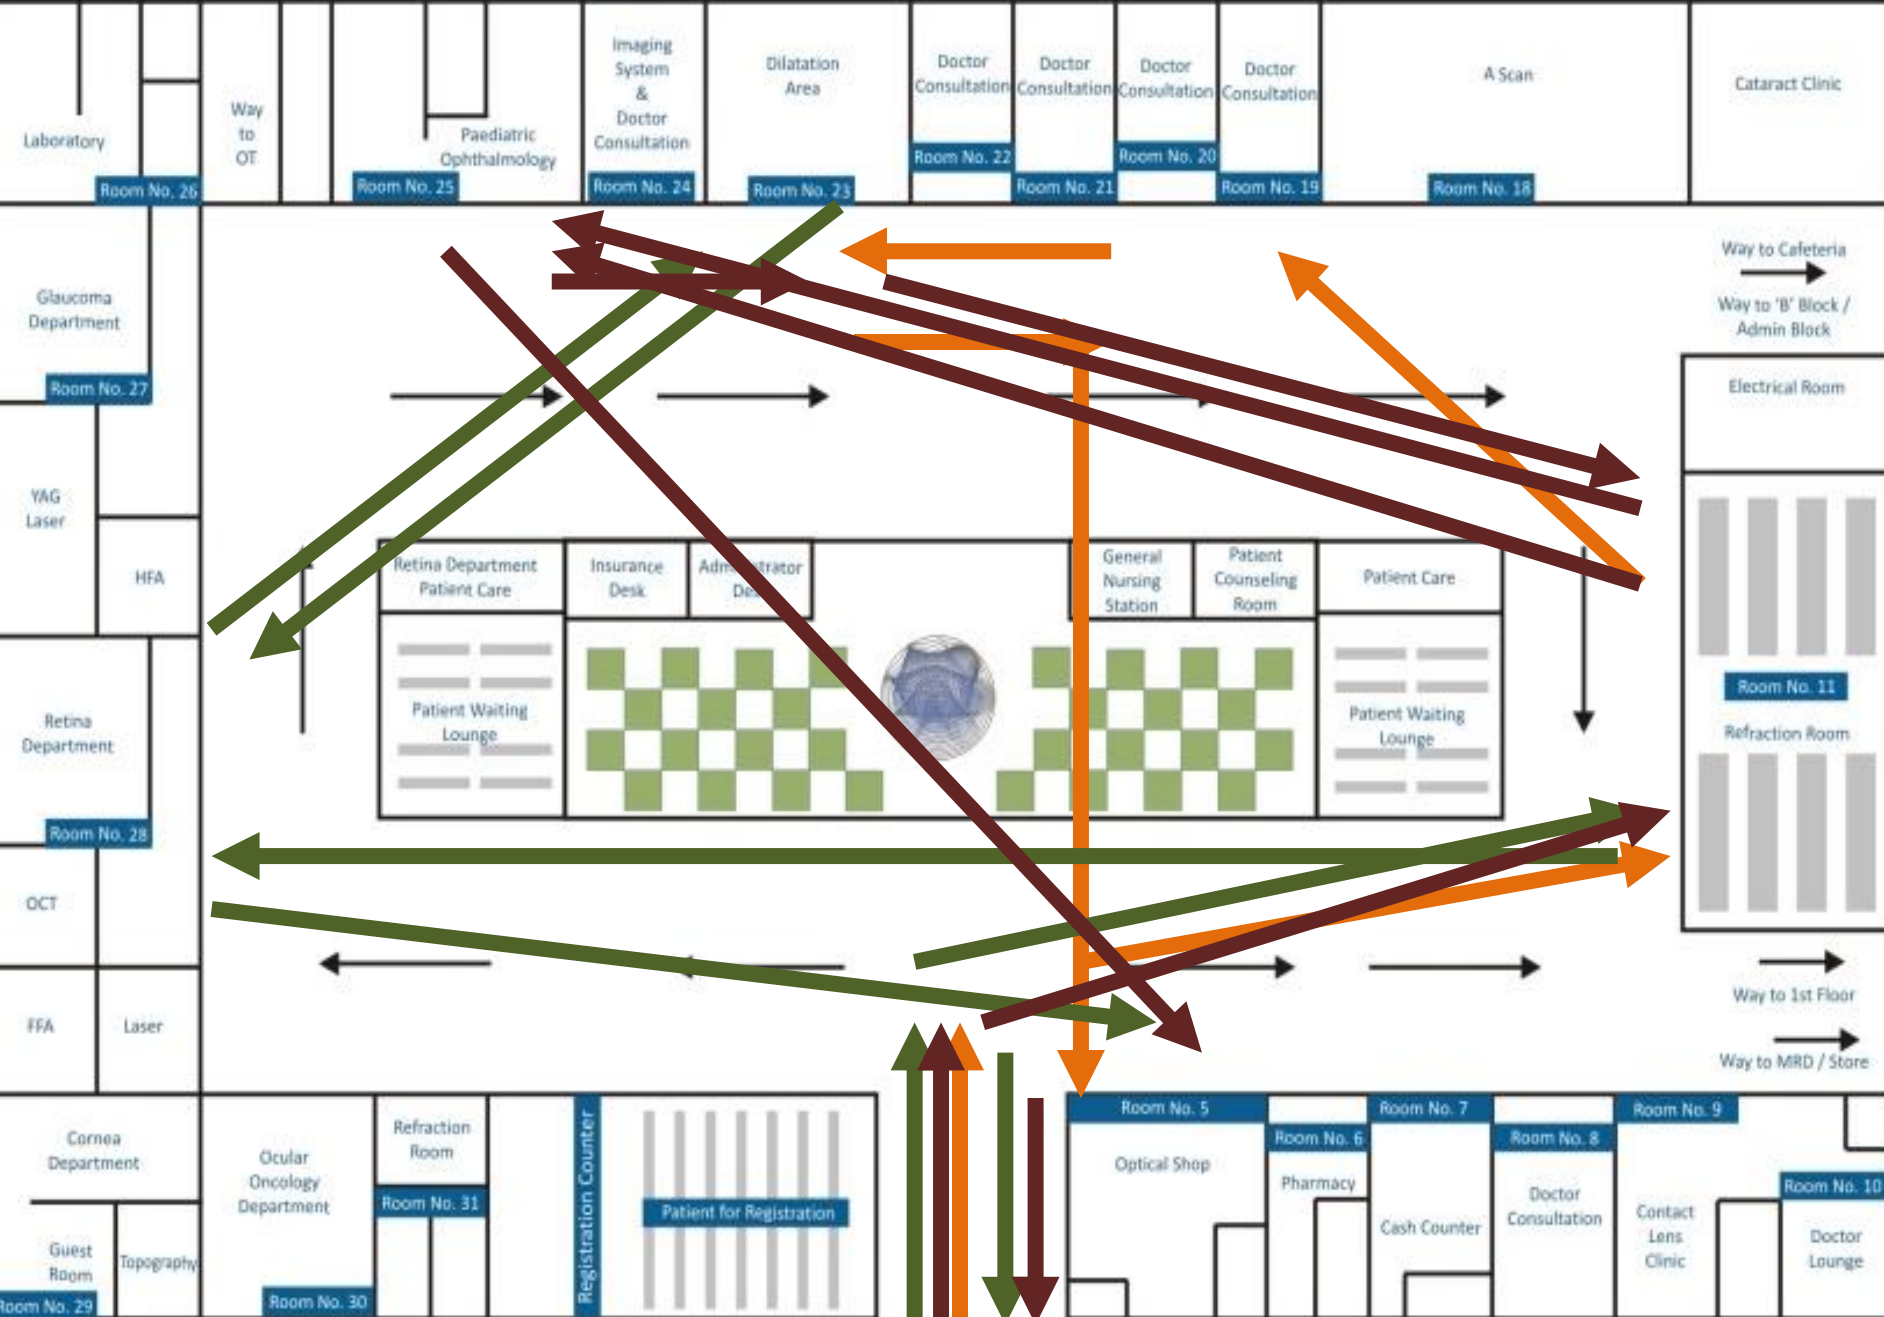 Laboratory
Room No. 26
Way
to
OT
Room No. 25
Paediatric
Ophthalmology
Imaging
System
&
Doctor
Consultation
Room No. 24
Dilatation
Area
Room No. 23
Doctor
Consultation
Room No. 22
Doctor
Consultation
Room No. 21
Doctor
Consultation
Room No. 20
Doctor
Consultation
Room No. 19
A Scan
Room No. 18
Cataract Clinic
Way to Cafeteria
Way to 'B' Block /
Admin Block
Electrical Room
Room No. 11
Refraction Room
Way to 1st Floor
Way to MRD / Store
Glaucoma
Department
Room No. 27
YAG
Laser
HFA
Retina
Department
Room No. 28
OCT
FFA
Laser
Retina Department
Patient Care
Insurance
Desk
General
Nursing
Station
Patient
Counseling
Room
Patient Care
Patient Waiting
Lounge
Patient Waiting
Lounge
Cornea
Department
Guest
Room
Room No. 29
Topography
Ocular
Oncology
Department
Room No. 30
Refraction
Room
Room No. 31
Registration Counter
Patient for Registration
Room No. 5
Optical Shop
Room No. 6
Pharmacy
Room No. 7
Cash Counter
Room No. 8
Doctor
Consultation
Room No. 9
Contact
Lens
Clinic
Room No. 10
Doctor
Lounge